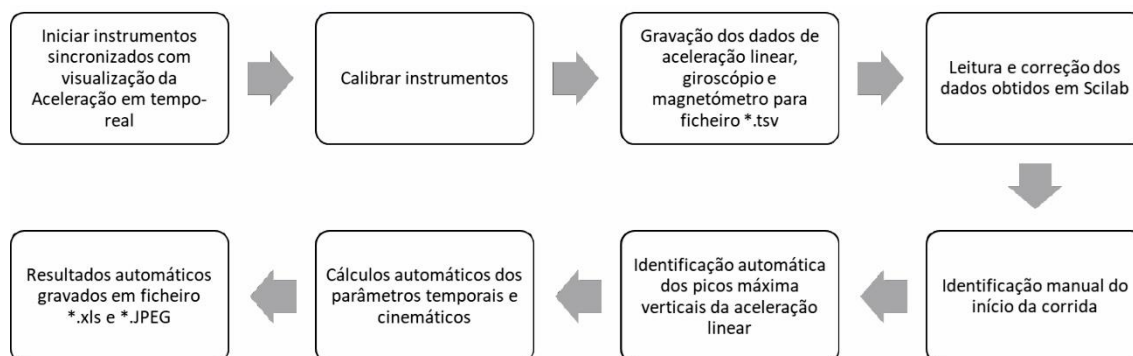 Iniciar instrumentos
sincronizados com
visualização da
Aceleração em tempo-
real
Calibrar instrumentos
Gravação dos dados de
aceleração linear,
giroscópio e
magnetómetro para
ficheiro *.tsv
Leitura e correção dos
dados obtidos em Scilab
Identificação manual do
início da corrida
Identificação automática
dos picos máxima
verticais da aceleração
linear
Cálculos automáticos dos
parâmetros temporais e
cinemáticos
Resultados automáticos
gravados em ficheiro
*.xls e *.JPEG